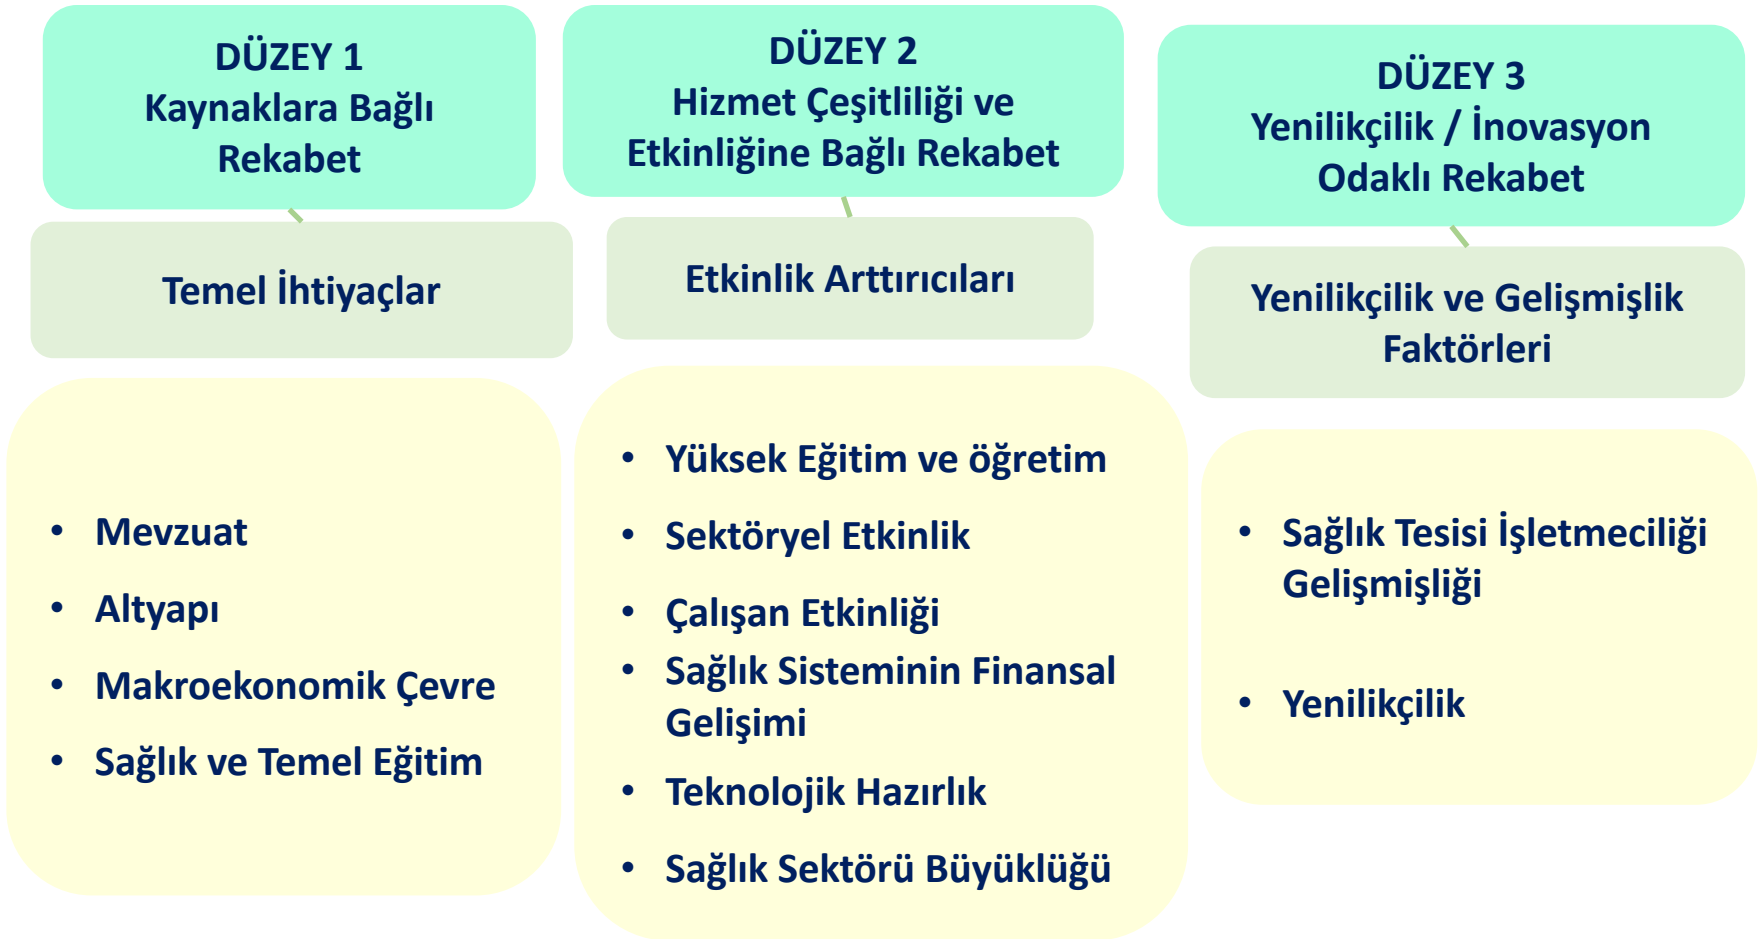 DÜZEY 1
Kaynaklara Bağlı
Rekabet
Temel İhtiyaçlar
• Mevzuat
• Altyapı
• Makroekonomik Çevre
• Sağlık ve Temel Eğitim
DÜZEY 2
Hizmet Çeşitliliği ve
Etkinliğine Bağlı Rekabet
Etkinlik Arttırıcıları
• Yüksek Eğitim ve öğretim
• Sektöryel Etkinlik
• Çalışan Etkinliği
• Sağlık Sisteminin Finansal
Gelişimi
• Teknolojik Hazırlık
• Sağlık Sektörü Büyüklüğü
DÜZEY 3
Yenilikçilik / İnovasyon
Odaklı Rekabet
Yenilikçilik ve Gelişmişlik
Faktörleri
• Sağlık Tesisi İşletmeciliği
Gelişmişliği
• Yenilikçilik